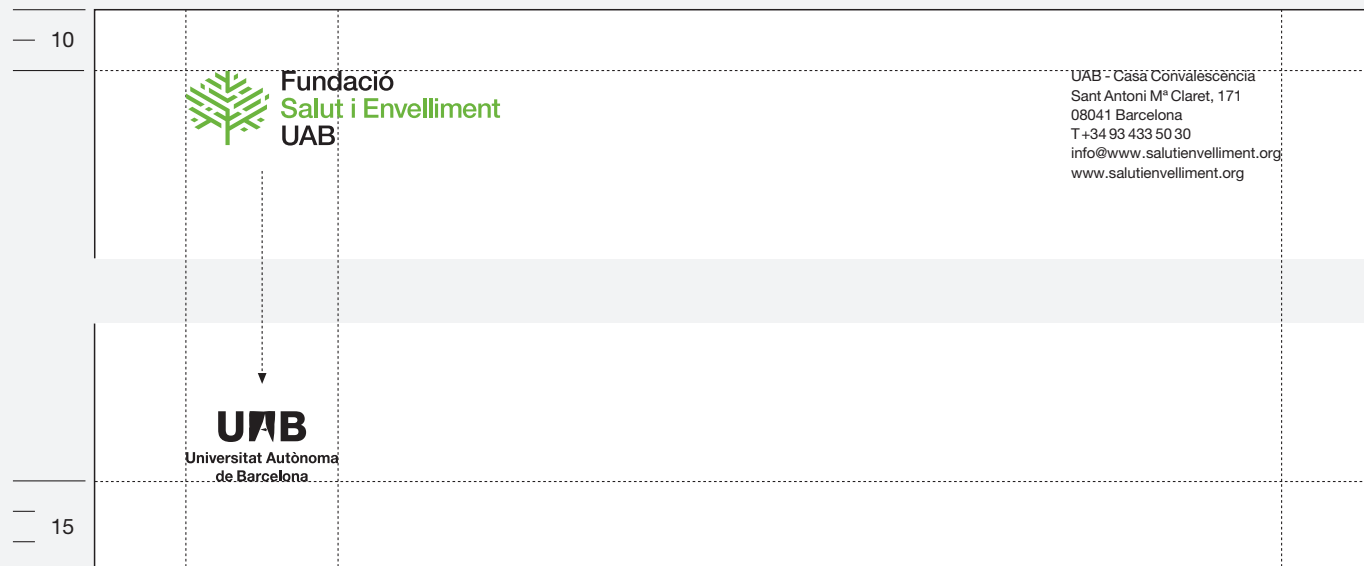 10
Fundació
Salut i Envelliment
UAB
UAB - Casa Convalescència
Sant Antoni Mª Claret, 171
08041 Barcelona
T +34 93 433 50 30
info@www.salutienvelliment.org
www.salutienvelliment.org
UAB
Universitat Autònoma
de Barcelona
15